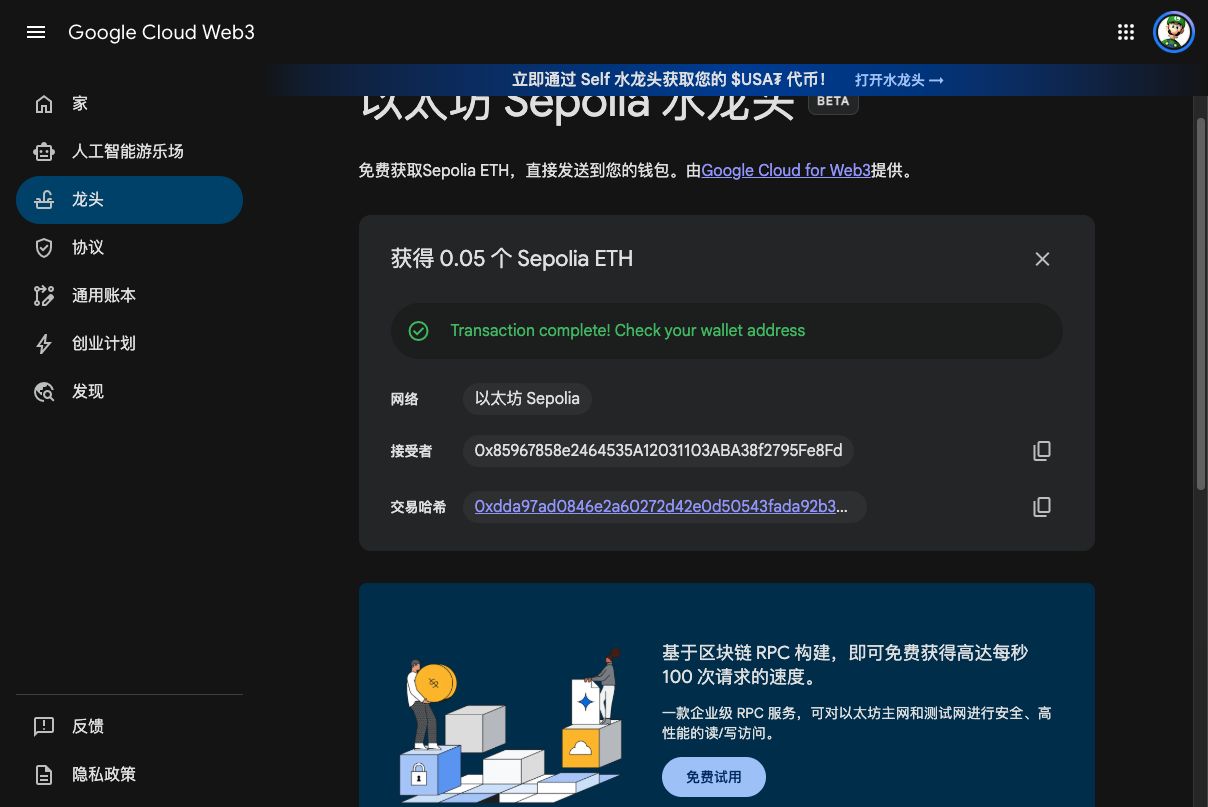 Google Cloud Web3
立即通过 Self 水龙头获取您的 $USA₮ 代币！ 打开水龙头 →
家
人工智能游乐场
龙头
协议
通用账本
创业计划
发现
反馈
隐私政策
以太坊 Sepolia 水龙头 BETA
免费获取Sepolia ETH，直接发送到您的钱包。由Google Cloud for Web3提供。
获得 0.05 个 Sepolia ETH
Transaction complete! Check your wallet address
网络 以太坊 Sepolia
接受者 0x85967858e2464535A12031103ABA38f2795Fe8Fd
交易哈希 0xdda97ad0846e2a60272d42e0d50543fada92b3...
基于区块链 RPC 构建，即可免费获得高达每秒
100 次请求的速度。
一款企业级 RPC 服务，可对以太坊主网和测试网进行安全、高
性能的读/写访问。
免费试用